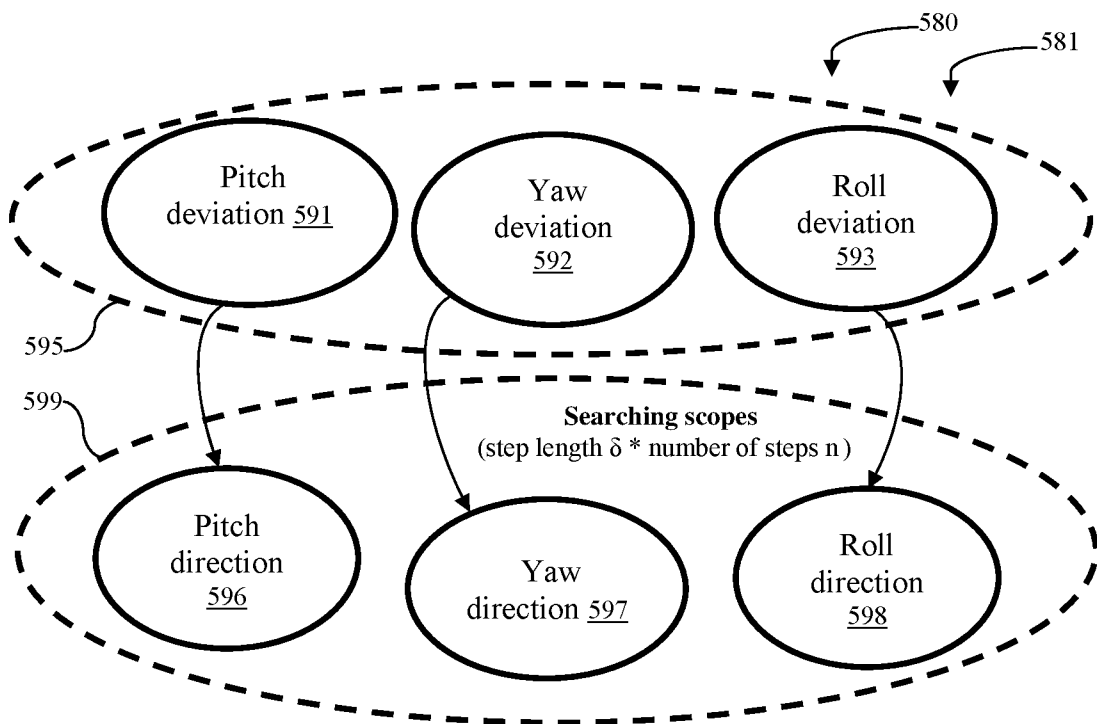 580
581
Pitch
deviation 591
Yaw
deviation
592
Roll
deviation
593
595
599
Searching scopes
(step length δ * number of steps n)
Pitch
direction
596
Yaw
direction 597
Roll
direction
598